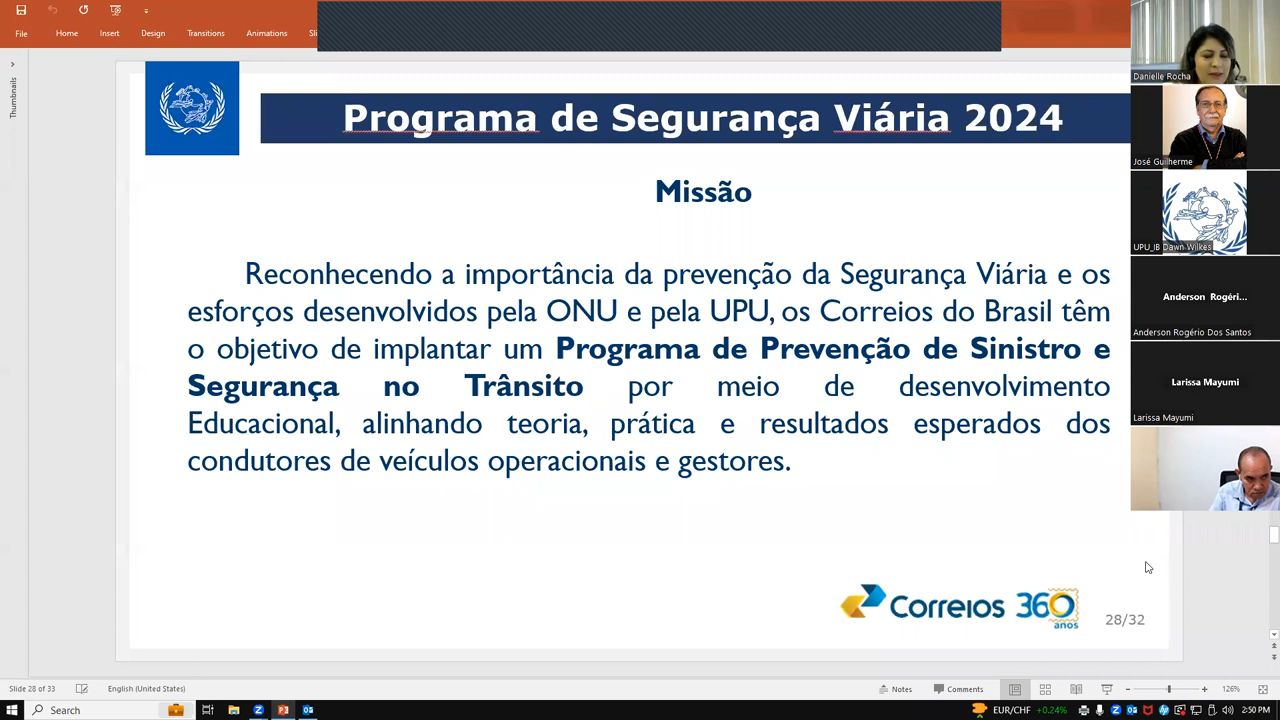 File
Home
Insert
Design
Transitions
Animations
Sli
Thumbnails
Programa de Segurança Viária 2024
Missão
Reconhecendo a importância da prevenção da Segurança Viária e os
esforços desenvolvidos pela ONU e pela UPU, os Correios do Brasil têm
o objetivo de implantar um Programa de Prevenção de Sinistro e
Segurança no Trânsito por meio de desenvolvimento
Educacional, alinhando teoria, prática e resultados esperados dos
condutores de veículos operacionais e gestores.
Correios 360
anos
28/32
Danielle Rocha
José Guilherme
UPU_IB Dawn Wilkes
Anderson Rogéri...
Anderson Rogério Dos Santos
Larissa Mayumi
Larissa Mayumi
Slide 28 of 33
English (United States)
Notes
Comments
126%
Search
EUR/CHF +0.24%
2:50 PM